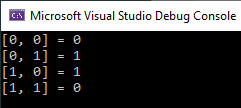 Microsoft Visual Studio Debug Console
[0, 0] = 0
[0, 1] = 1
[1, 0] = 1
[1, 1] = 0